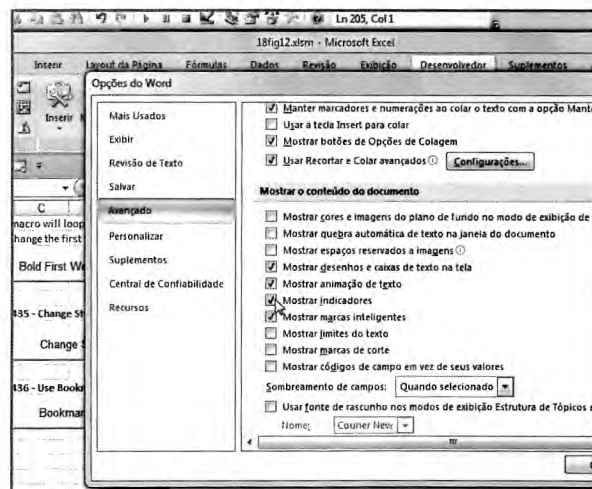 Ln 205, Col 1
18fig12.xlsm - Microsoft Excel
Inserir Layout da Página Fórmulas Dados Revisão Exibição Desenvolvedor Suplementos
Inserir
Opções do Word
Mais Usados
Exibir
Revisão de Texto
Salvar
Avançado
Personalizar
Suplementos
Central de Confiabilidade
Recursos
Manter marcadores e numerações ao colar o texto com a opção Mant
Usar a tecla Insert para colar
Mostrar botões de Opções de Colagem
Usar Recortar e Colar avançados Configurações...
Mostrar o conteúdo do documento
Mostrar cores e imagens do plano de fundo no modo de exibição de
Mostrar quebra automática de texto na janela do documento
Mostrar espaços reservados a imagens
Mostrar desenhos e caixas de texto na tela
Mostrar animação de texto
Mostrar indicadores
Mostrar marcas inteligentes
Mostrar limites do texto
Mostrar marcas de corte
Mostrar códigos de campo em vez de seus valores
Sombreamento de campos: Quando selecionado
Usar fonte de rascunho nos modos de exibição Estrutura de Tópicos e
Nome: Courier New
C
macro will loop
hange the first
Bold First W
435 - Change St
Change
436 - Use Bookr
Bookmar